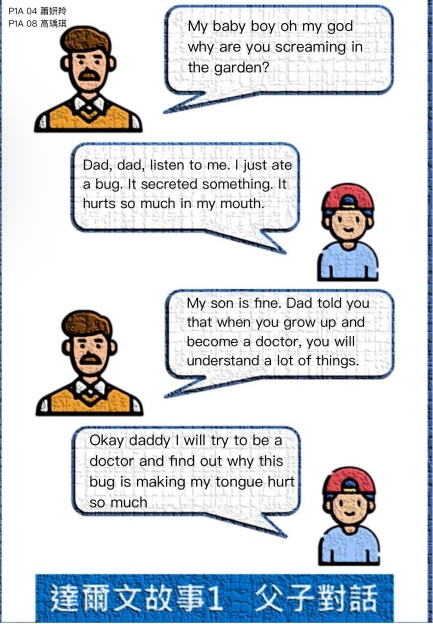 P1A 04 蕭妍羚
P1A 08 高瑀琪
My baby boy oh my god
why are you screaming in
the garden?
Dad, dad, listen to me. I just ate
a bug. It secreted something. It
hurts so much in my mouth.
My son is fine. Dad told you
that when you grow up and
become a doctor, you will
understand a lot of things.
Okay daddy I will try to be a
doctor and find out why this
bug is making my tongue hurt
so much
達爾文故事1 父子對話